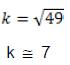 k = √49
k ≅ 7